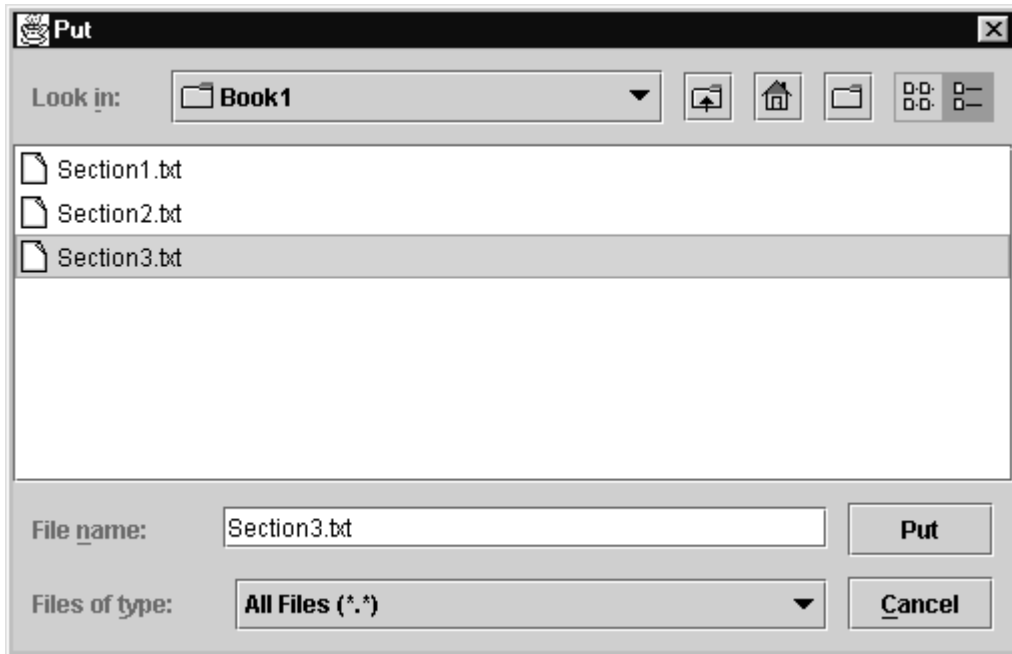 Put
Look in: Book1
Section1.txt
Section2.txt
Section3.txt
File name: Section3.txt Put
Files of type: All Files (*.*) Cancel